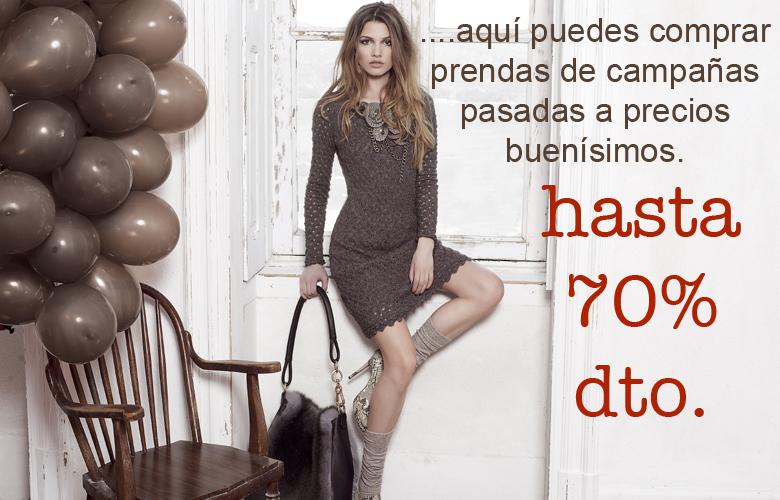 ....aquí puedes comprar
prendas de campañas
pasadas a precios
buenísimos.
hasta
70%
dto.